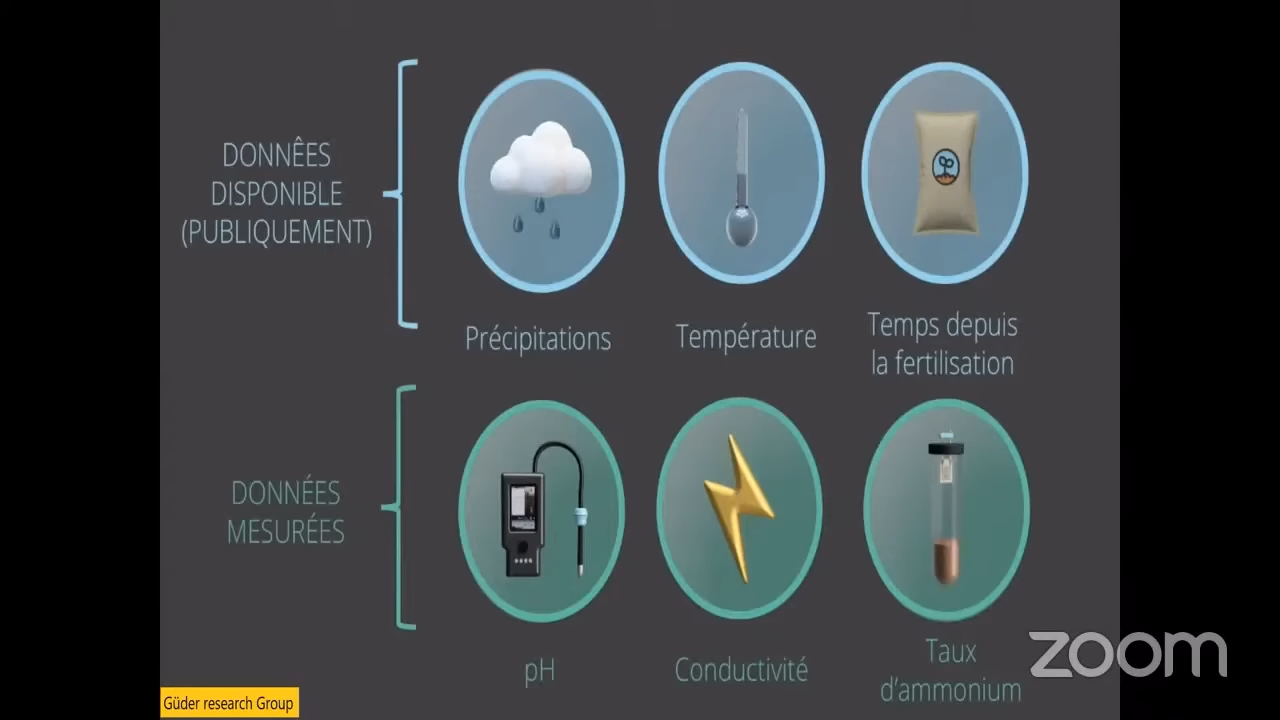 DONNÊES
DISPONIBLE
(PUBLIQUEMENT)
Précipitations
Température
Temps depuis
la fertilisation
DONNÉES
MESURÉES
pH
Conductivité
Taux
d'ammonium
zoom
Güder research Group